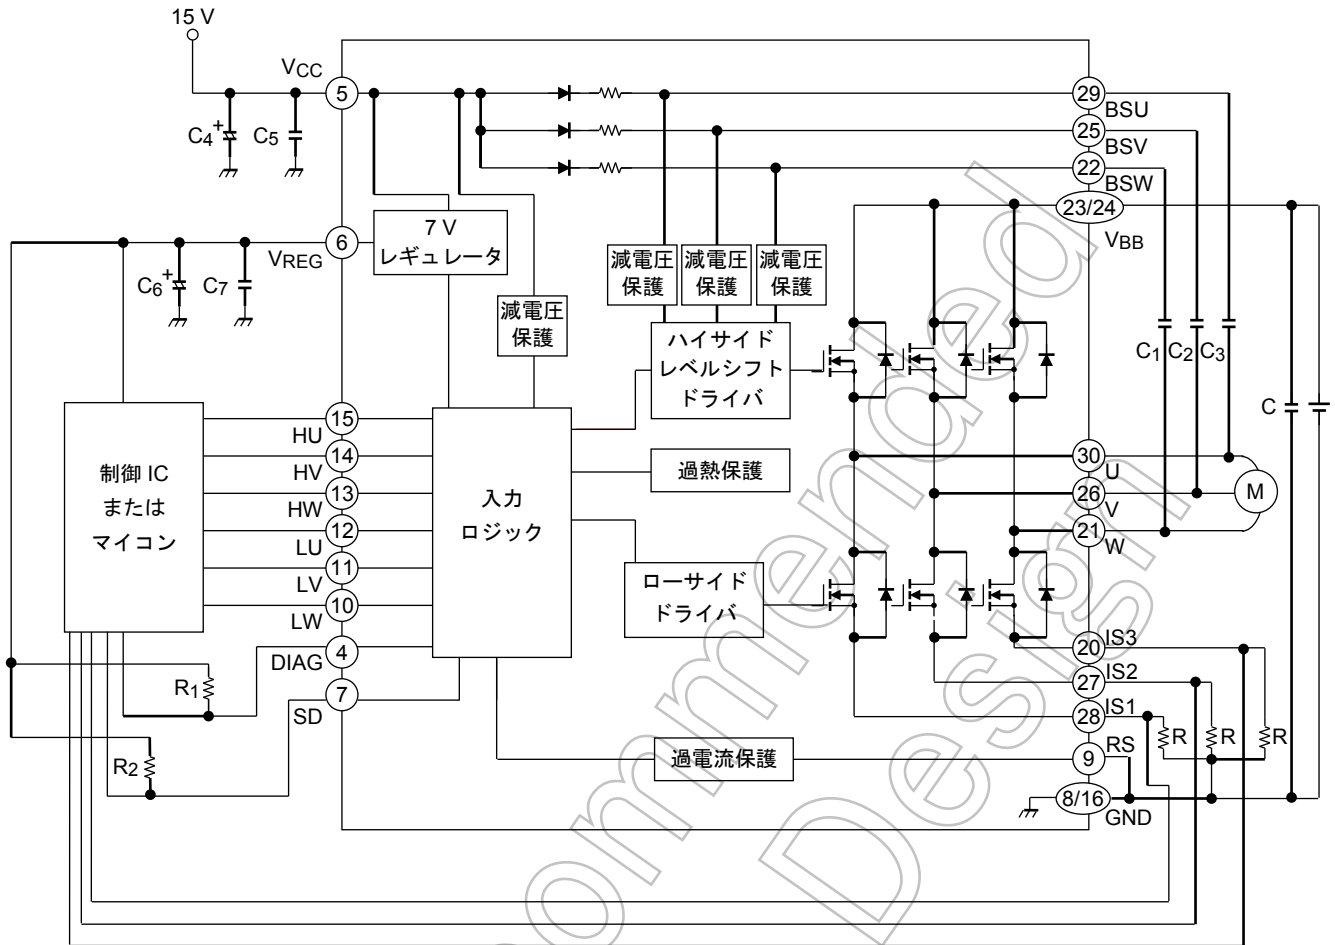 15 V
VCC
5
C4
+
C5
29
BSU
25
BSV
22
BSW
23/24
VBB
VREG
6
7 V
レギュレータ
C6
+
C7
減電圧
保護
減電圧
保護
減電圧
保護
減電圧
保護
ハイサイド
レベルシフト
ドライバ
C1
C2
C3
C
制御 IC
または
マイコン
15
HU
14
HV
13
HW
12
LU
11
LV
10
LW
4
DIAG
7
SD
入力
ロジック
過熱保護
ローサイド
ドライバ
30
U
26
V
21
W
M
20
IS3
27
IS2
28
IS1
R
R
R
R1
R2
過電流保護
9
RS
8/16
GND
ommended
Design